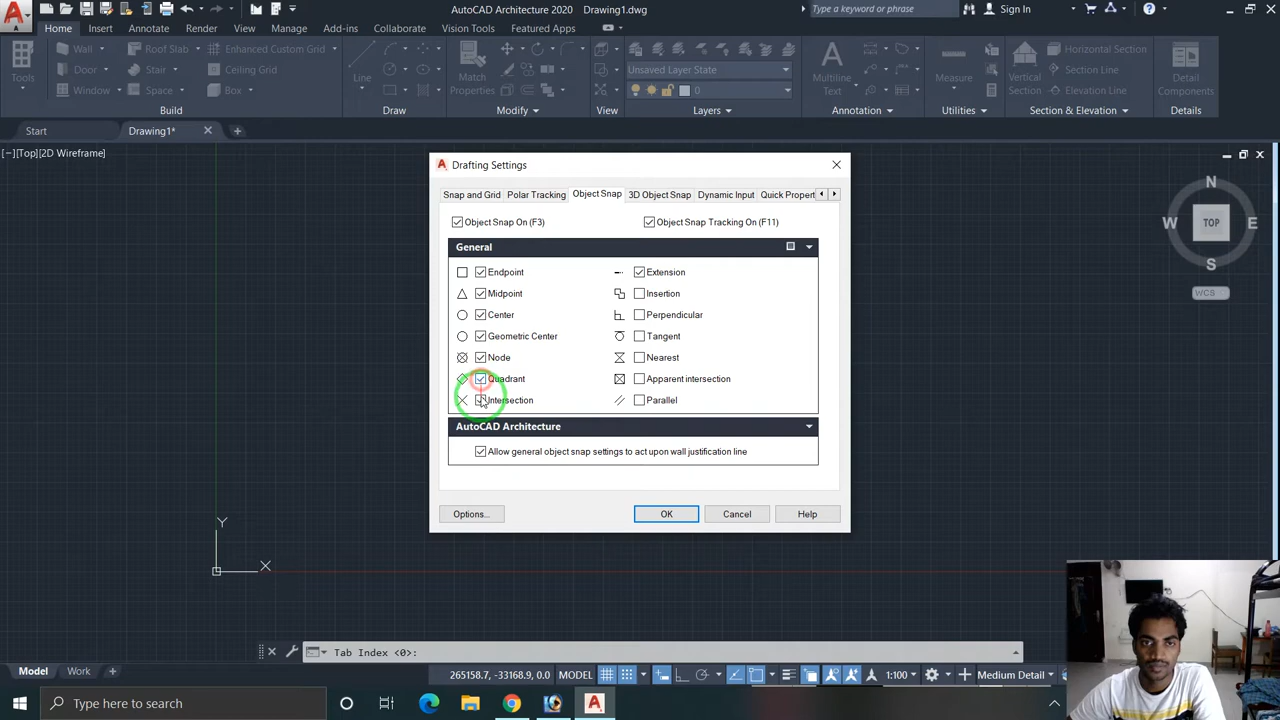 AutoCAD Architecture 2020 Drawing1.dwg
Type a keyword or phrase
Sign In
Home Insert Annotate Render View Manage Add-ins Collaborate Vision Tools Featured Apps
Tools
Wall
Door
Window
Roof Slab
Stair
Space
Enhanced Custom Grid
Ceiling Grid
Box
Build
Line
Draw
Match
Properties
Modify
View
Unsaved Layer State
0
Layers
Multiline
Text
Annotation
Measure
Utilities
Vertical
Section
Horizontal Section
Section Line
Elevation Line
Section & Elevation
Detail
Components
Details
Start
Drawing1*
[−][Top][2D Wireframe]
N
W TOP E
S
WCS
Drafting Settings
Snap and Grid Polar Tracking Object Snap 3D Object Snap Dynamic Input Quick Propert
Object Snap On (F3)
Object Snap Tracking On (F11)
General
Endpoint
Midpoint
Center
Geometric Center
Node
Quadrant
Intersection
Extension
Insertion
Perpendicular
Tangent
Nearest
Apparent intersection
Parallel
AutoCAD Architecture
Allow general object snap settings to act upon wall justification line
Options...
OK
Cancel
Help
Y
X
Tab Index <0>:
Model
Work
265158.7, -33168.9, 0.0
MODEL
1:100
Medium Detail
Type here to search